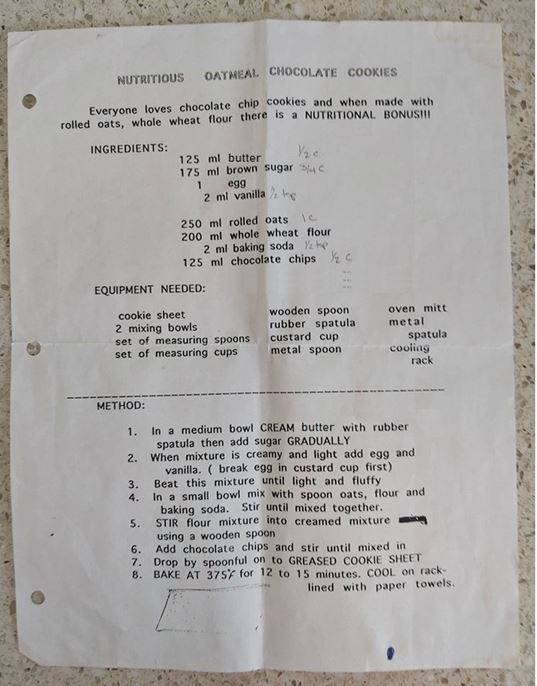 NUTRITIOUS OATMEAL CHOCOLATE COOKIES
Everyone loves chocolate chip cookies and when made with
rolled oats, whole wheat flour there is a NUTRITIONAL BONUS!!!
INGREDIENTS:
125 ml butter 1/2 c
175 ml brown sugar 3/4 c
1 egg
2 ml vanilla 1/2 tsp
250 ml rolled oats 1 c
200 ml whole wheat flour
2 ml baking soda 1/2 tsp
125 ml chocolate chips 1/2 c
EQUIPMENT NEEDED:
cookie sheet wooden spoon oven mitt
2 mixing bowls rubber spatula metal
set of measuring spoons custard cup spatula
set of measuring cups metal spoon cooling
rack
METHOD:
1. In a medium bowl CREAM butter with rubber
spatula then add sugar GRADUALLY
2. When mixture is creamy and light add egg and
vanilla. ( break egg in custard cup first)
3. Beat this mixture until light and fluffy
4. In a small bowl mix with spoon oats, flour and
baking soda. Stir until mixed together.
5. STIR flour mixture into creamed mixture
using a wooden spoon
6. Add chocolate chips and stir until mixed in
7. Drop by spoonful on to GREASED COOKIE SHEET
8. BAKE AT 375°F for 12 to 15 minutes. COOL on rack-
lined with paper towels.